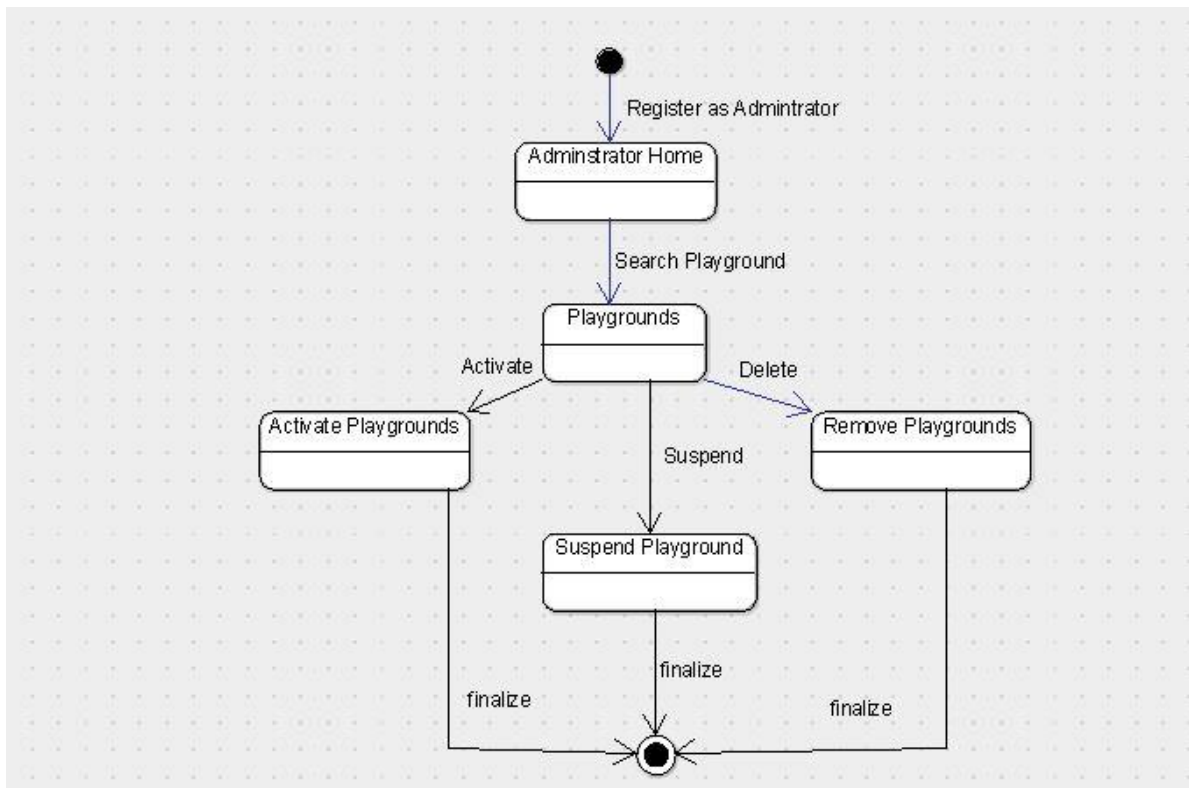 Register as Admintrator
Adminstrator Home
Search Playground
Playgrounds
Activate
Delete
Activate Playgrounds
Remove Playgrounds
Suspend
Suspend Playground
finalize
finalize
finalize